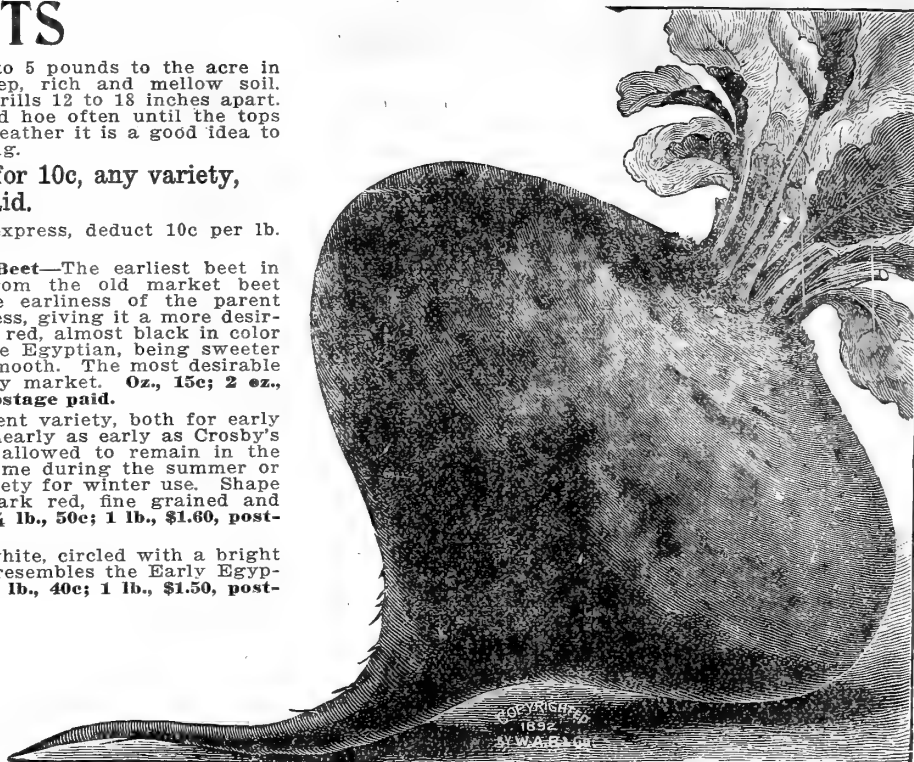 TS
to 5 pounds to the acre in
ep, rich and mellow soil.
rills 12 to 18 inches apart.
d hoe often until the tops
eather it is a good idea to
g.
for 10c, any variety,
id.
express, deduct 10c per lb.
Beet—The earliest beet in
om the old market beet
e earliness of the parent
ess, giving it a more desir-
red, almost black in color
e Egyptian, being sweeter
mooth. The most desirable
y market. Oz., 15c; 2 oz.,
ostage paid.
ent variety, both for early
early as early as Crosby's
allowed to remain in the
me during the summer or
ety for winter use. Shape
ark red, fine grained and
¼ lb., 50c; 1 lb., $1.60, post-
hite, circled with a bright
resembles the Early Egyp-
lb., 40c; 1 lb., $1.50, post-
COPYRIGHTED
1892
BY W.A.B.& CO.